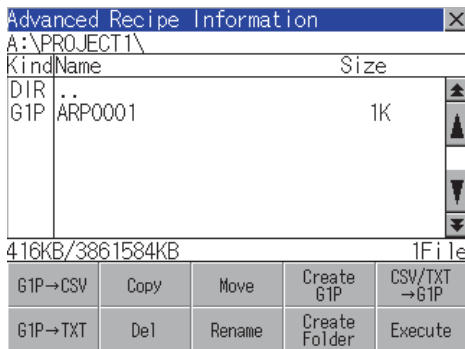 Advanced Recipe Information
A:\PROJECT1\
Kind Name Size
DIR ..
G1P ARP0001 1K
416KB/3861584KB 1File
G1P→CSV Copy Move Create G1P CSV/TXT →G1P
G1P→TXT Del Rename Create Folder Execute